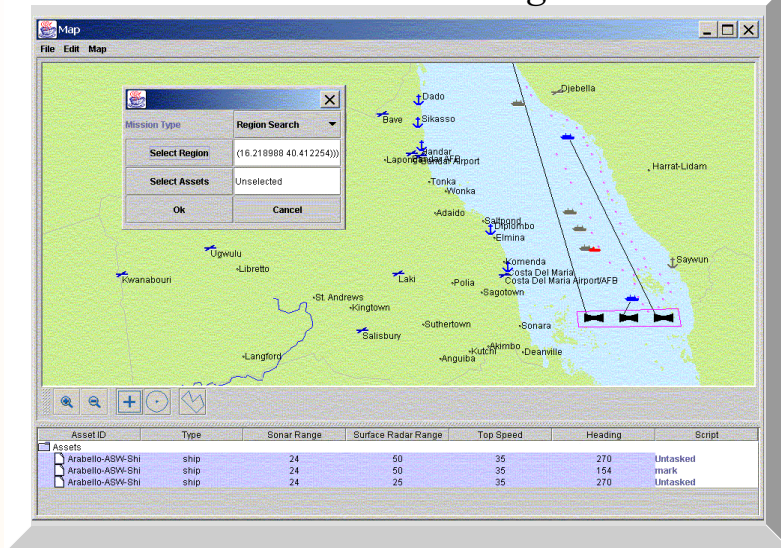 Map
File Edit Map
Mission Type Region Search
Select Region (16.218988 40.412254)))
Select Assets Unselected
Ok Cancel
Djebella
Dado
Bave
Sikasso
Bandar
Lapond
Bandar AFB
Bandar Airport
Harrat-Lidam
Tonka
Wonka
Adaido
Saltpond
Diplombo
Elmina
Ugwulu
Libretto
Kwanabouri
Komenda
Saywun
Costa Del Maria
Costa Del Maria Airport/AFB
Laki
Polia
Sagotown
St. Andrews
Kingtown
Suthertown
Sonara
Salisbury
Akimbo
Kutchi
Deanville
Langford
Anguiba
Asset ID Type Sonar Range Surface Radar Range Top Speed Heading Script
Assets
Arabello-ASW-Shi ship 24 50 35 270 Untasked
Arabello-ASW-Shi ship 24 50 35 154 mark
Arabello-ASW-Shi ship 24 25 35 270 Untasked